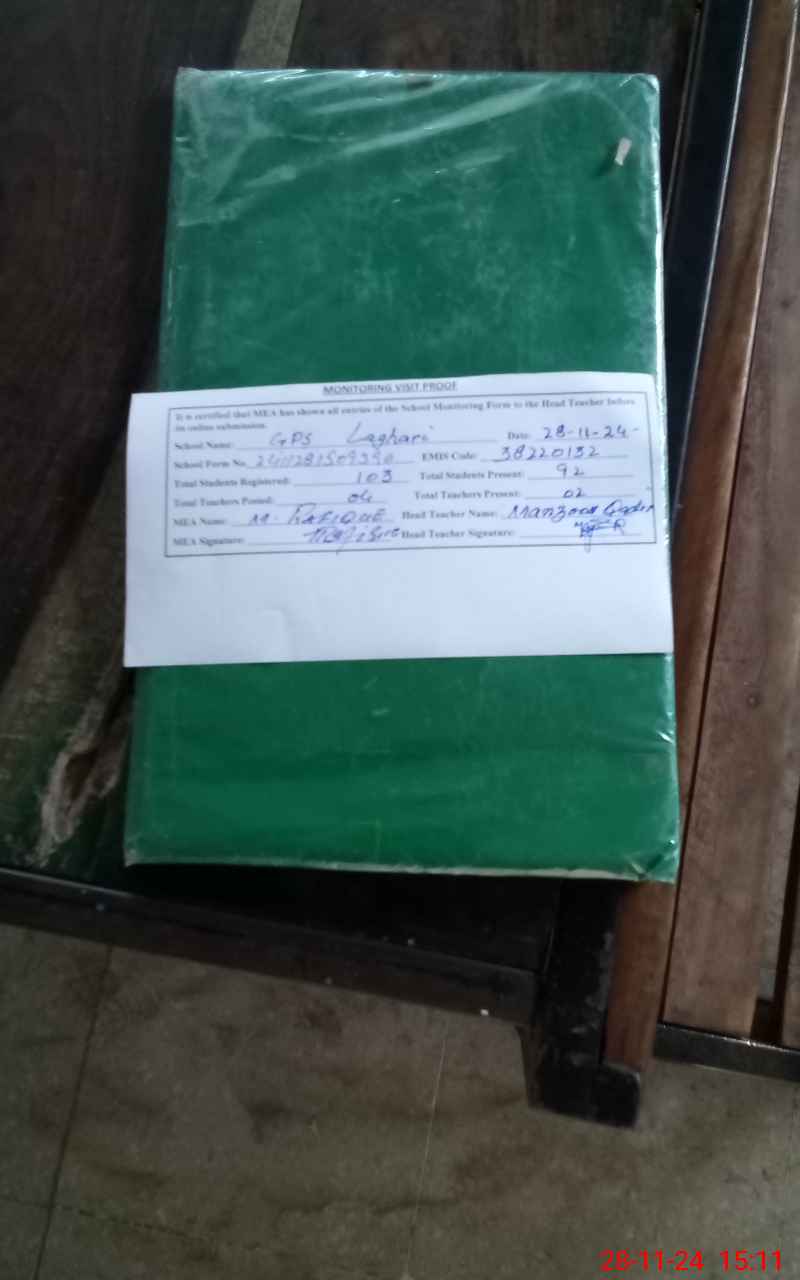 MONITORING VISIT PROOF
It is certified that MEA has shown all entries of the School Monitoring Form to the Head Teacher before
its online submission.
School Name: GPS Laghari Date: 28-11-24-
School Form No. EMIS Code: 38220132
Total Students Registered: 103 Total Students Present: 92
Total Teachers Posted: 04 Total Teachers Present: 02
MEA Name: M. RAFIQUE Head Teacher Name: Manzoor Qadir
MEA Signature: Head Teacher Signature:
28-11-24 15:11